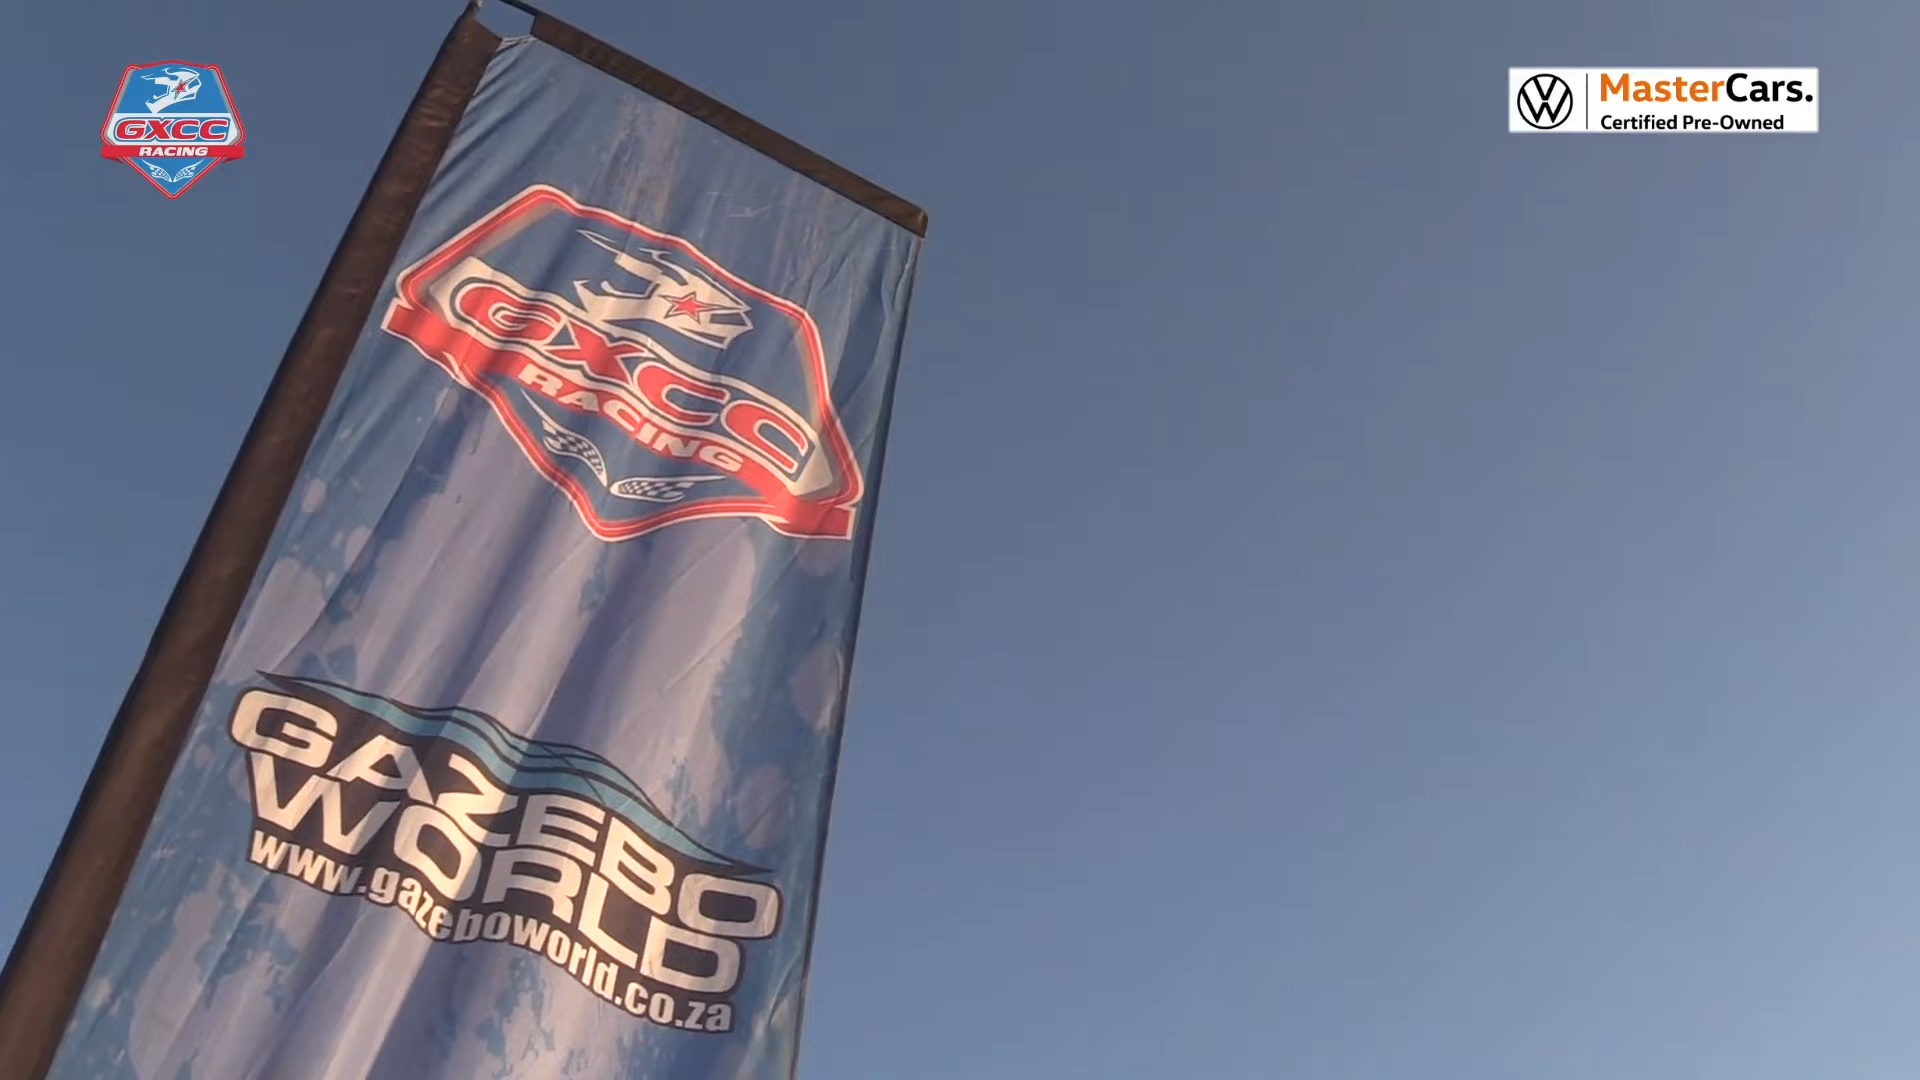 GXCC
RACING
MasterCars.
Certified Pre-Owned
GXCC
RACING
GAZEBO
WORLD
www.gazeboworld.co.za